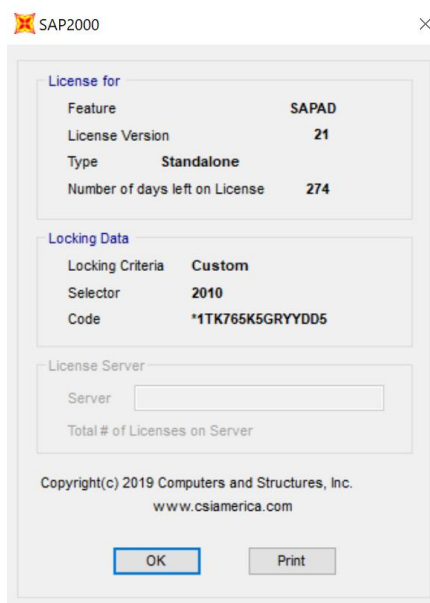 SAP2000
License for
Feature SAPAD
License Version 21
Type Standalone
Number of days left on License 274
Locking Data
Locking Criteria Custom
Selector 2010
Code *1TK765K5GRYYDD5
License Server
Server
Total # of Licenses on Server
Copyright(c) 2019 Computers and Structures, Inc.
www.csiamerica.com
OK Print